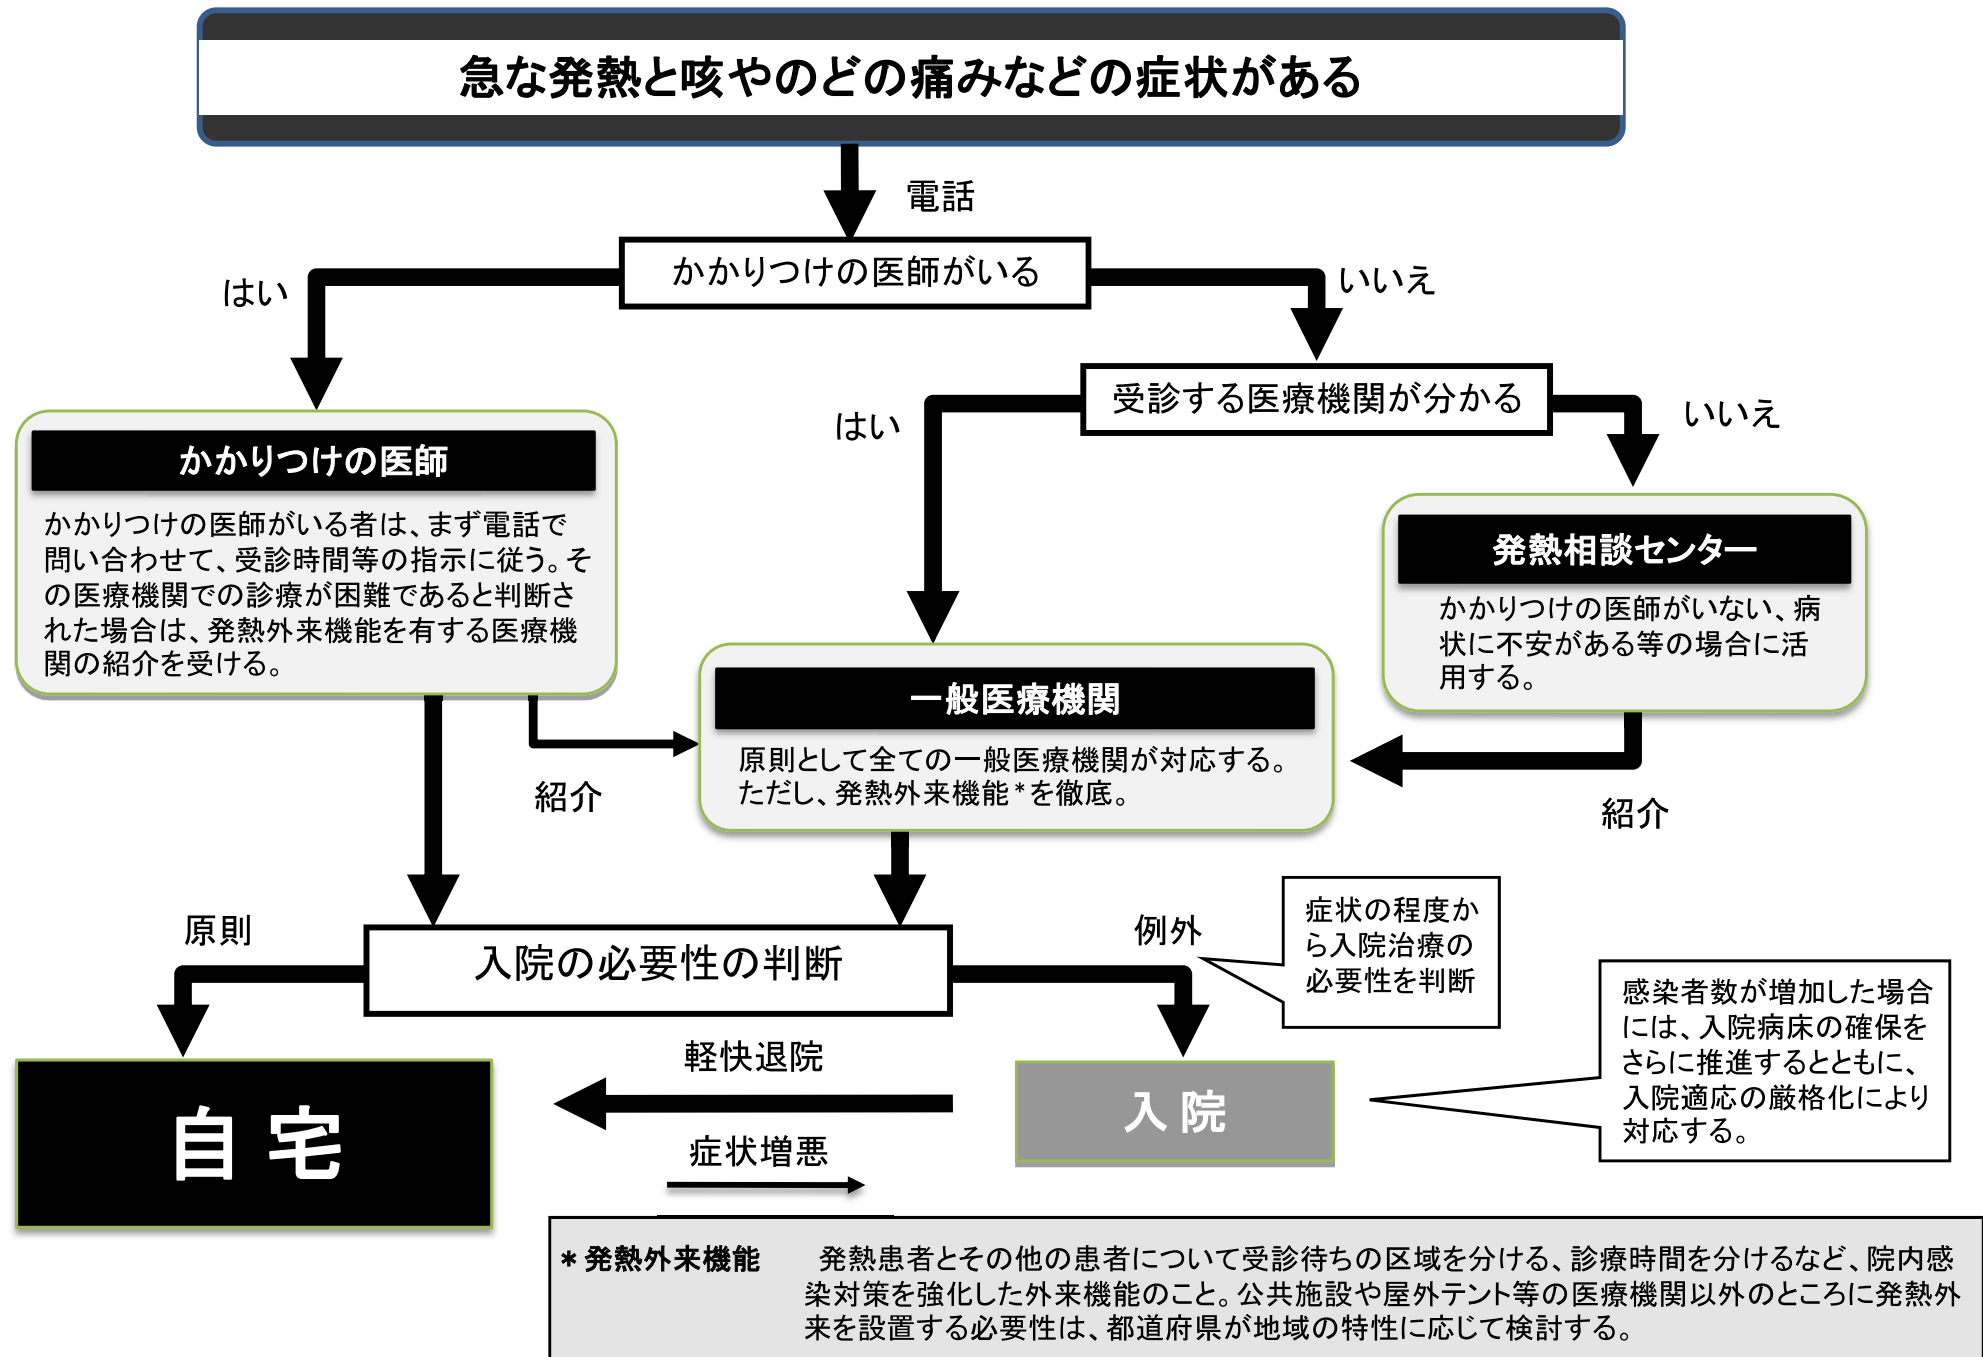 急な発熱と咳やのどの痛みなどの症状がある
電話
かかりつけの医師がいる
はい
いいえ
受診する医療機関が分かる
はい
いいえ
かかりつけの医師
かかりつけの医師がいる者は、まず電話で
問い合わせて、受診時間等の指示に従う。そ
の医療機関での診療が困難であると判断さ
れた場合は、発熱外来機能を有する医療機
関の紹介を受ける。
発熱相談センター
かかりつけの医師がいない、病
状に不安がある等の場合に活
用する。
一般医療機関
原則として全ての一般医療機関が対応する。
ただし、発熱外来機能*を徹底。
紹介
紹介
原則
入院の必要性の判断
例外
症状の程度か
ら入院治療の
必要性を判断
感染者数が増加した場合
には、入院病床の確保を
さらに推進するとともに、
入院適応の厳格化により
対応する。
軽快退院
自 宅
入 院
症状増悪
*発熱外来機能 発熱患者とその他の患者について受診待ちの区域を分ける、診療時間を分けるなど、院内感
染対策を強化した外来機能のこと。公共施設や屋外テント等の医療機関以外のところに発熱外
来を設置する必要性は、都道府県が地域の特性に応じて検討する。